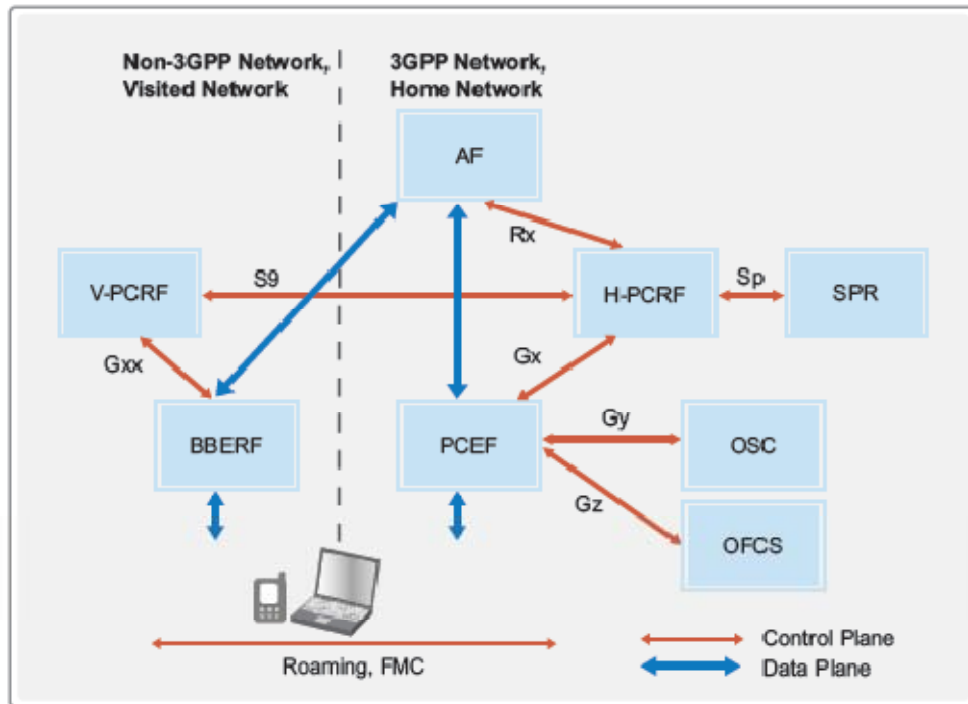 Non-3GPP Network,
Visited Network
3GPP Network,
Home Network
AF
Rx
V-PCRF
S9
H-PCRF
Sp
SPR
Gxx
Gx
BBERF
PCEF
Gy
OSC
Gz
OFCS
Roaming, FMC
Control Plane
Data Plane